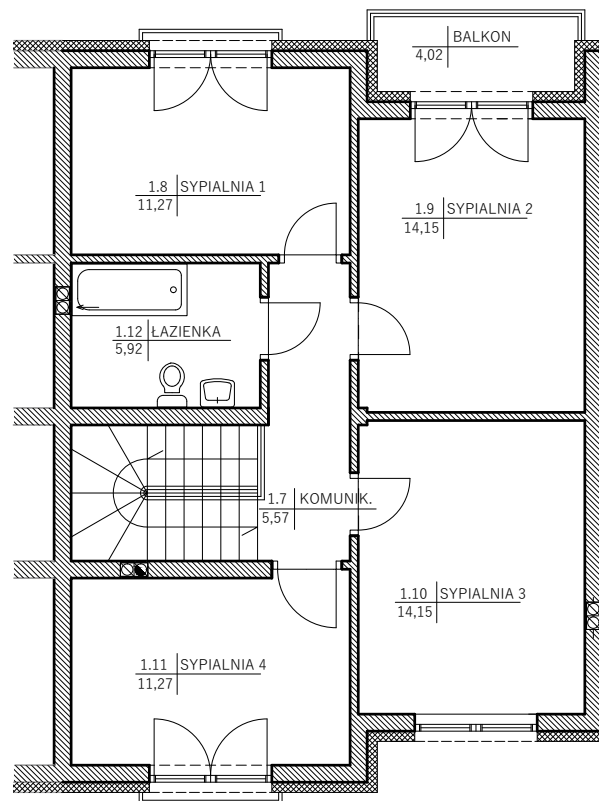 BALKON
4,02
1.8 SYPIALNIA 1
11,27
1.9 SYPIALNIA 2
14,15
1.12 ŁAZIENKA
5,92
1.7 KOMUNIK.
5,57
1.10 SYPIALNIA 3
14,15
1.11 SYPIALNIA 4
11,27